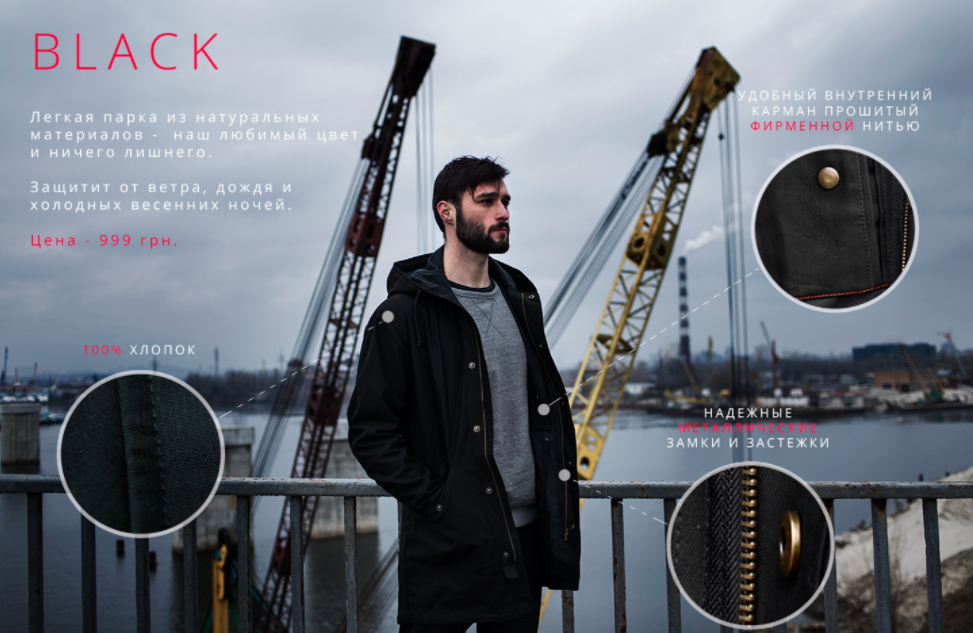 BLACK
Легкая парка из натуральных
материалов - наш любимый цвет
и ничего лишнего.
Защитит от ветра, дождя и
холодных весенних ночей.
Цена - 999 грн.
УДОБНЫЙ ВНУТРЕННИЙ
КАРМАН ПРОШИТЫЙ
ФИРМЕННОЙ НИТЬЮ
100% ХЛОПОК
НАДЕЖНЫЕ
МЕТАЛЛИЧЕСКИЕ
ЗАМКИ И ЗАСТЕЖКИ